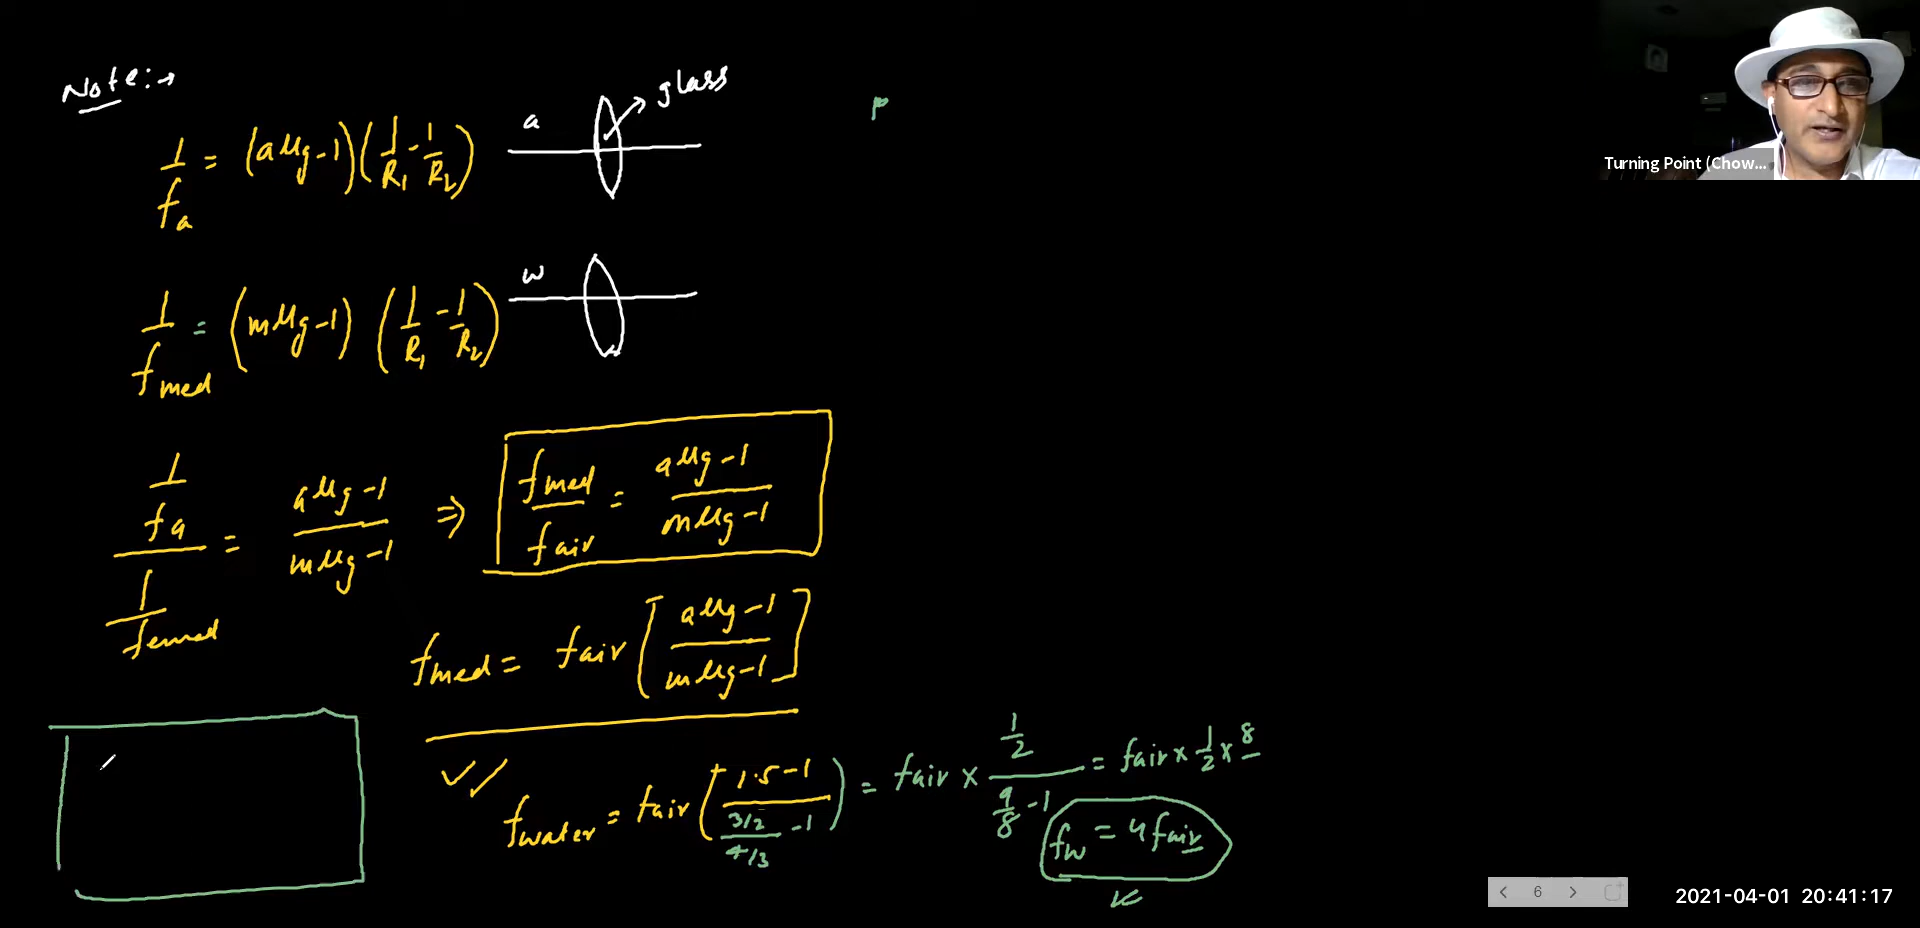 Note:→
1/fa = (aμg-1)(1/R1 - 1/R2)
a
glass
P
Turning Point (Chow...
1/fmed = (mμg-1)(1/R1 - 1/R2)
w
(1/fa)/(1/fmed) = (aμg-1)/(mμg-1) ⇒ fmed/fair = (aμg-1)/(mμg-1)
fmed = fair [(aμg-1)/(mμg-1)]
fwater = fair ((1.5-1)/((3/2)/(4/3) -1)) = fair × (1/2)/(9/8 -1) = fair × 1/2 × 8
fw = 4fair
6
2021-04-01 20:41:17